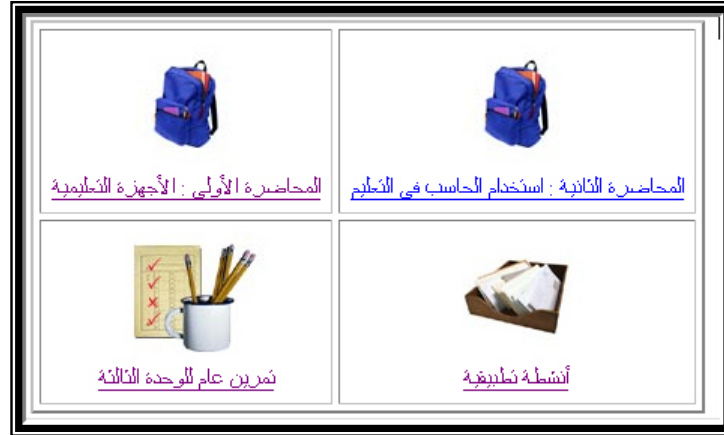 المحاضرة الثانية : استخدام الحاسب في التعليم
المحاضرة الأولى : الأجهزة التعليمية
أنشطة تطبيقية
تمرين عام للوحدة الثالثة